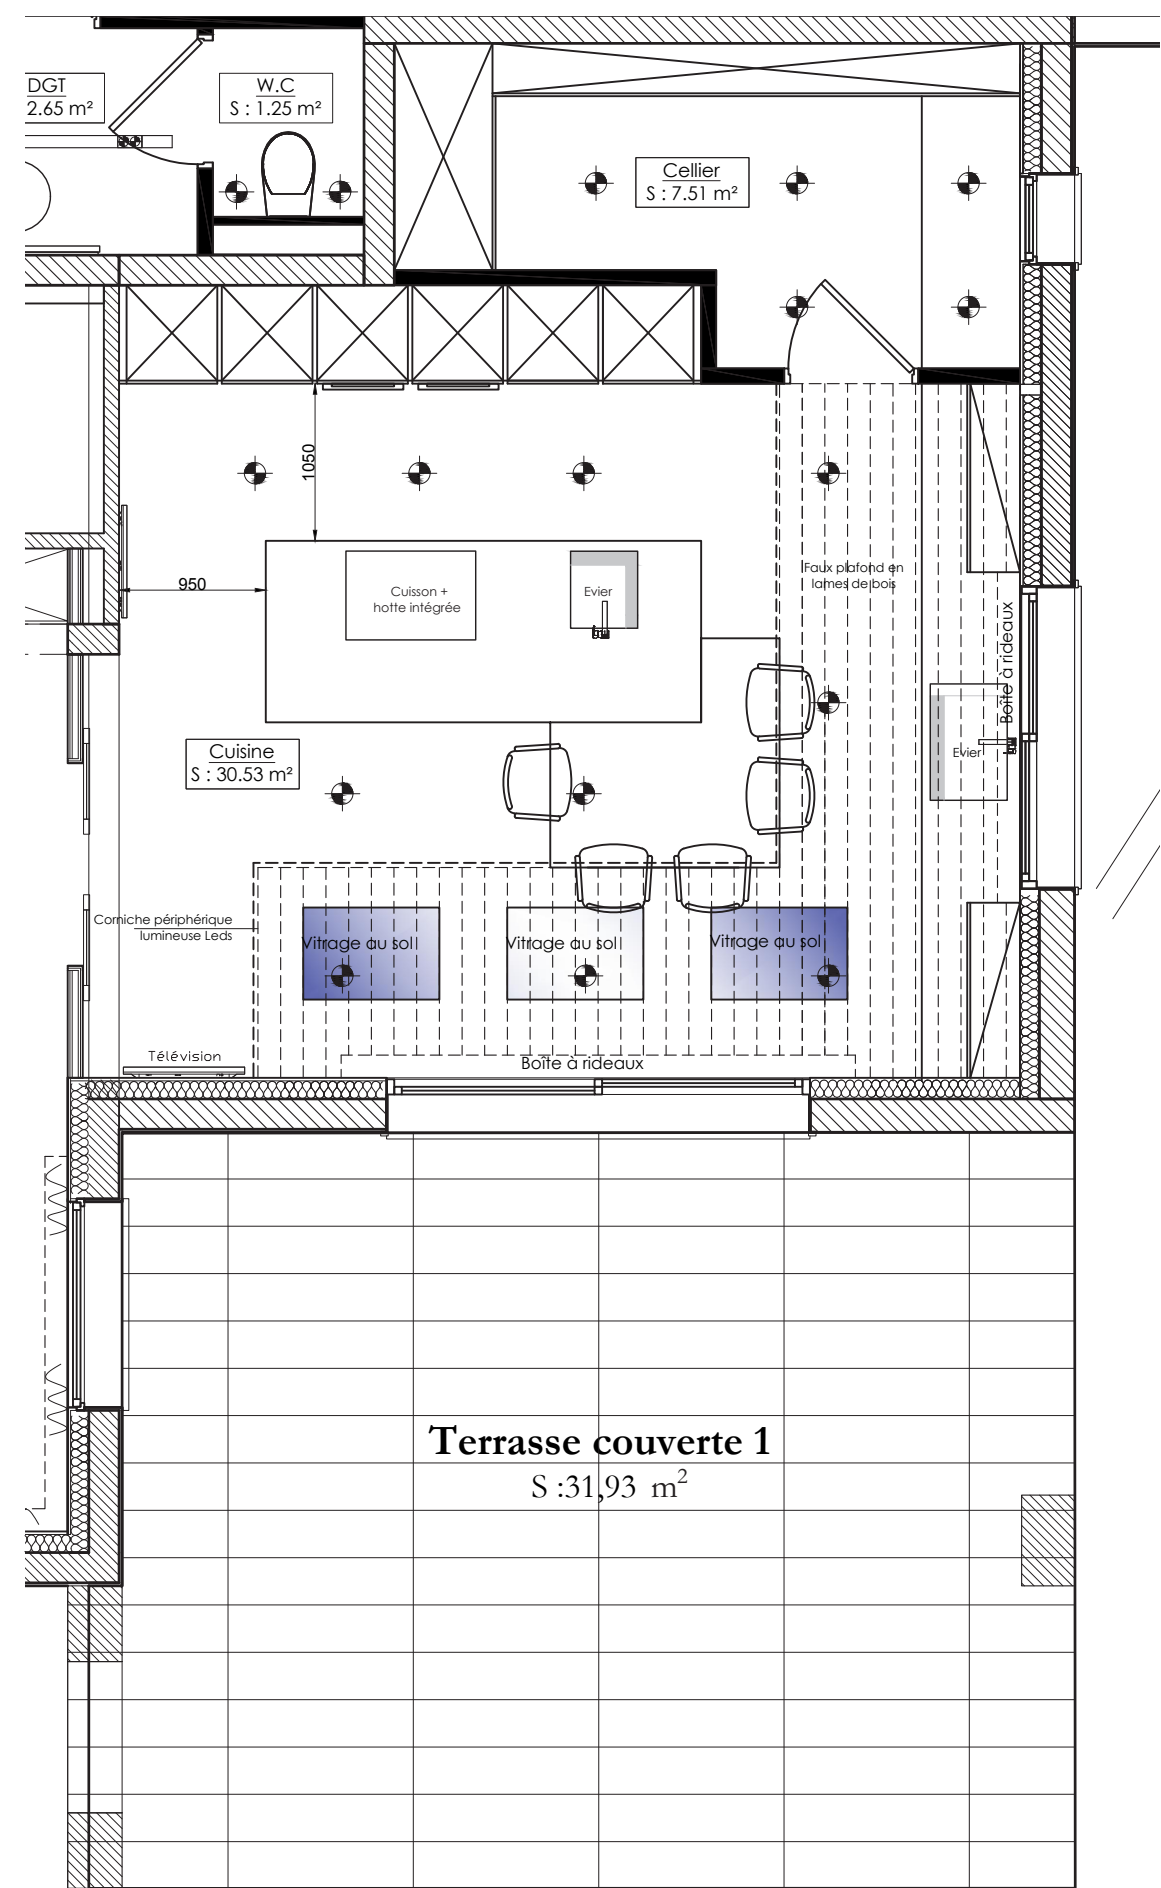 DGT
2.65 m²
W.C
S : 1.25 m²
Cellier
S : 7.51 m²
1050
950
Cuisson +
hotte intégrée
Evier
Faux plafond en
lames de bois
Boîte à rideaux
Evier
Cuisine
S : 30.53 m²
Corniche périphérique
lumineuse Leds
Vitrage au sol
Vitrage au sol
Vitrage au sol
Télévision
Boîte à rideaux
Terrasse couverte 1
S :31,93 m²